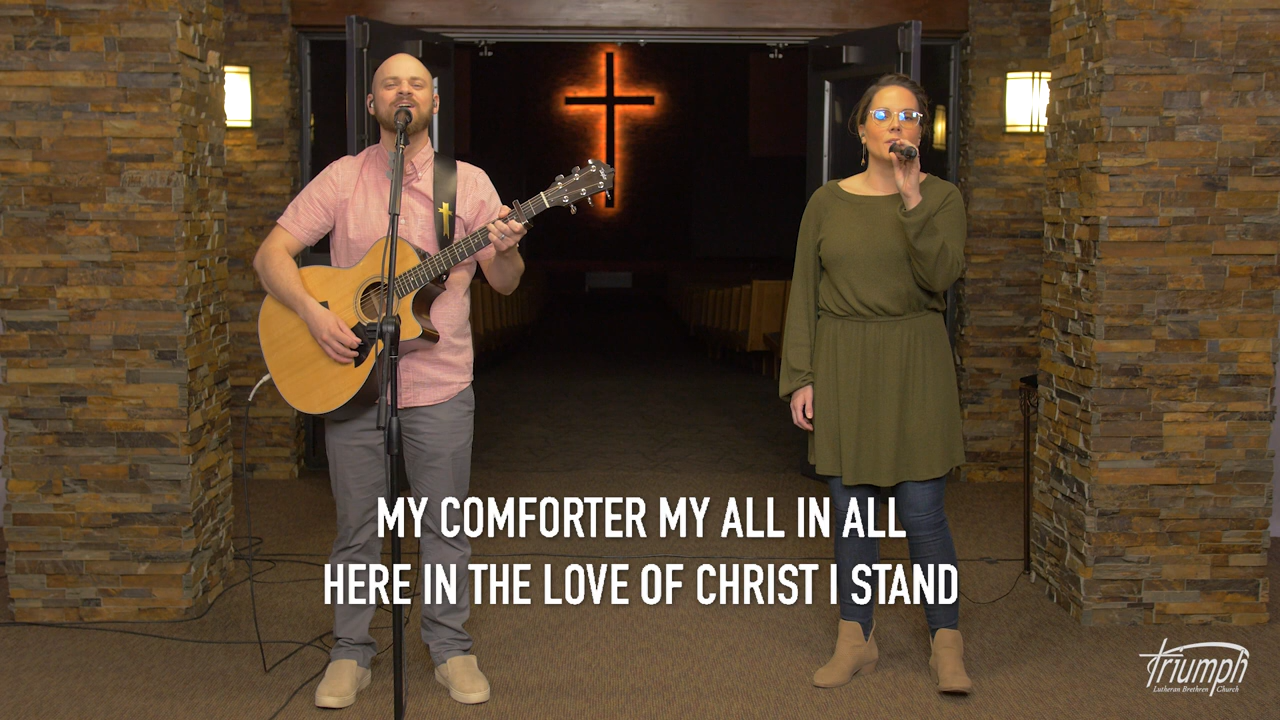 MY COMFORTER MY ALL IN ALL
HERE IN THE LOVE OF CHRIST I STAND
Triumph
Lutheran Brethren Church